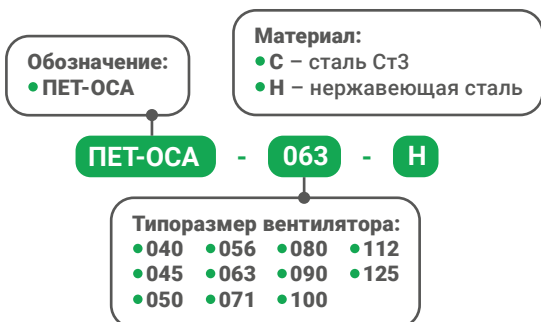 Обозначение:
• ПЕТ-ОСА
Материал:
• С – сталь Ст3
• Н – нержавеющая сталь
ПЕТ-ОСА - 063 - Н
Типоразмер вентилятора:
• 040 • 056 • 080 • 112
• 045 • 063 • 090 • 125
• 050 • 071 • 100